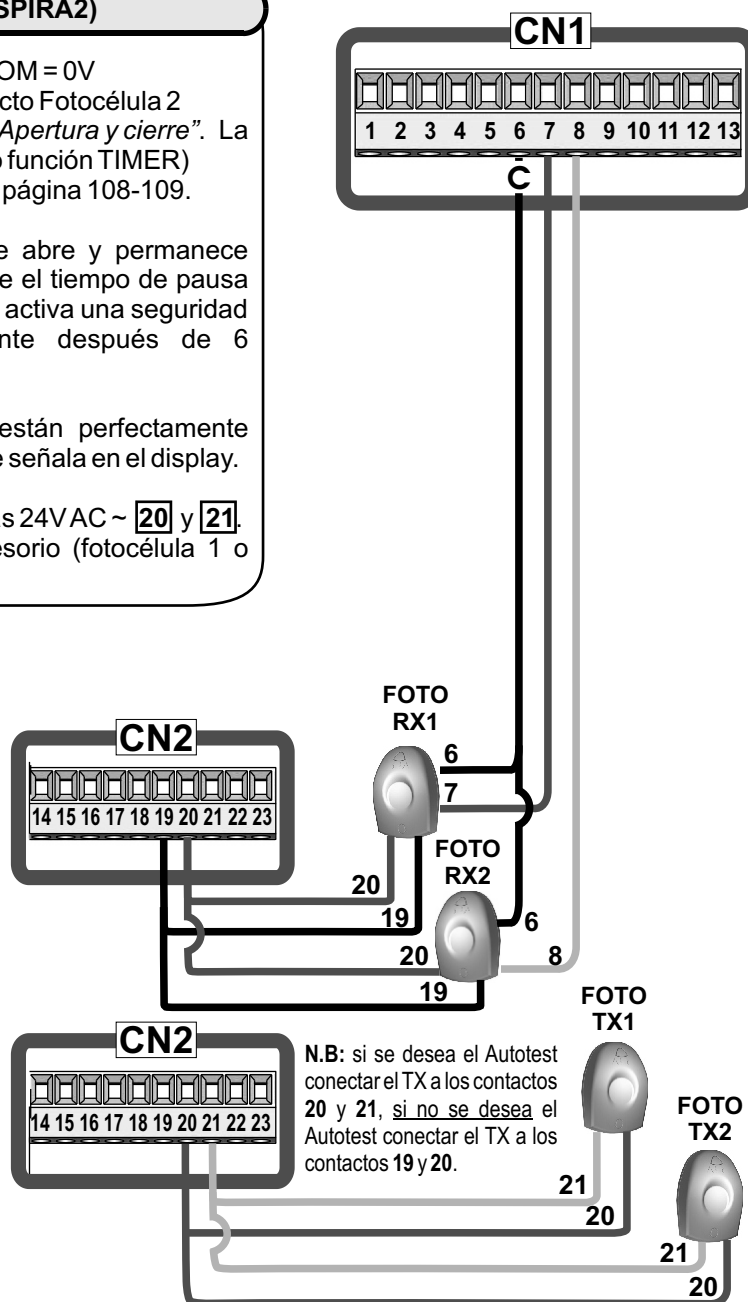 SPIRA2)
OM = 0V
cto Fotocélula 2
Apertura y cierre”. La
o función TIMER)
página 108-109.
e abre y permanece
e el tiempo de pausa
activa una seguridad
nte después de 6
están perfectamente
e señala en el display.
as 24V AC ~ 20 y 21.
esorio (fotocélula 1 o
CN1
1 2 3 4 5 6 7 8 9 10 11 12 13
C
FOTO
RX1
CN2
6
14 15 16 17 18 19 20 21 22 23
7
FOTO
RX2
20
19
6
20
8
19
FOTO
TX1
CN2
N.B: si se desea el Autotest
conectar el TX a los contactos
20 y 21, si no se desea el
Autotest conectar el TX a los
contactos 19 y 20.
14 15 16 17 18 19 20 21 22 23
FOTO
TX2
21
20
21
20